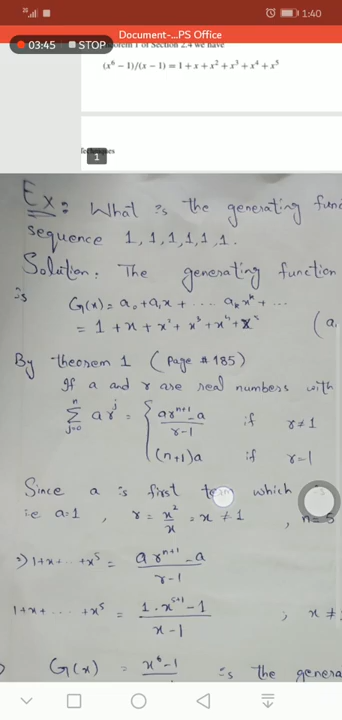 1:40
Document-...PS Office
03:45 STOP
orem 1 of Section 2.4 we have
(x⁶ − 1)/(x − 1) = 1 + x + x² + x³ + x⁴ + x⁵
1
Ex: What is the generating func
sequence 1, 1, 1, 1, 1, 1.
Solution: The generating function
is G(x) = a₀ + a₁x + .... aₖxᵏ + ...
= 1 + x + x² + x³ + x⁴ + x⁵ (a.
By theorem 1 (Page # 185)
If a and r are real numbers with
n
∑ arʲ = { (arⁿ⁺¹ - a)/(r - 1) if r ≠ 1
j=0
(n+1)a if r = 1
Since a is first term which
i.e a=1, r = x²/x = x ≠ 1, n = 5
⇒ 1+x+...+x⁵ = (a rⁿ⁺¹ - a)/(r - 1)
1+x+....+x⁵ = (1·x⁵⁺¹ - 1)/(x - 1) ; x ≠
G(x) = x⁶-1 is the genera